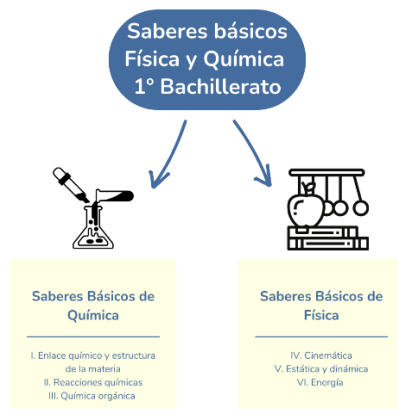 Saberes básicos
Física y Química
1º Bachillerato
Saberes Básicos de
Química
I. Enlace químico y estructura
de la materia
II. Reacciones químicas
III. Química orgánica
Saberes Básicos de
Física
IV. Cinemática
V. Estática y dinámica
VI. Energía